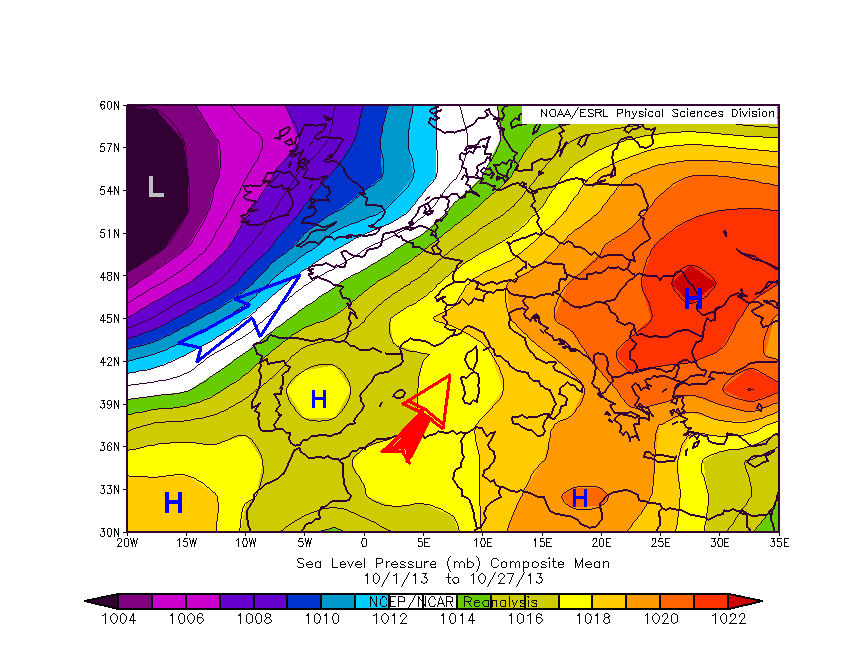 60N
NOAA/ESRL Physical Sciences Division
57N
L
54N
51N
48N
H
45N
42N
H
39N
36N
33N
H
H
30N
20W 15W 10W 5W 0 5E 10E 15E 20E 25E 30E 35E
Sea Level Pressure (mb) Composite Mean
10/1/13 to 10/27/13
NCEP/NCAR Reanalysis
1004 1006 1008 1010 1012 1014 1016 1018 1020 1022